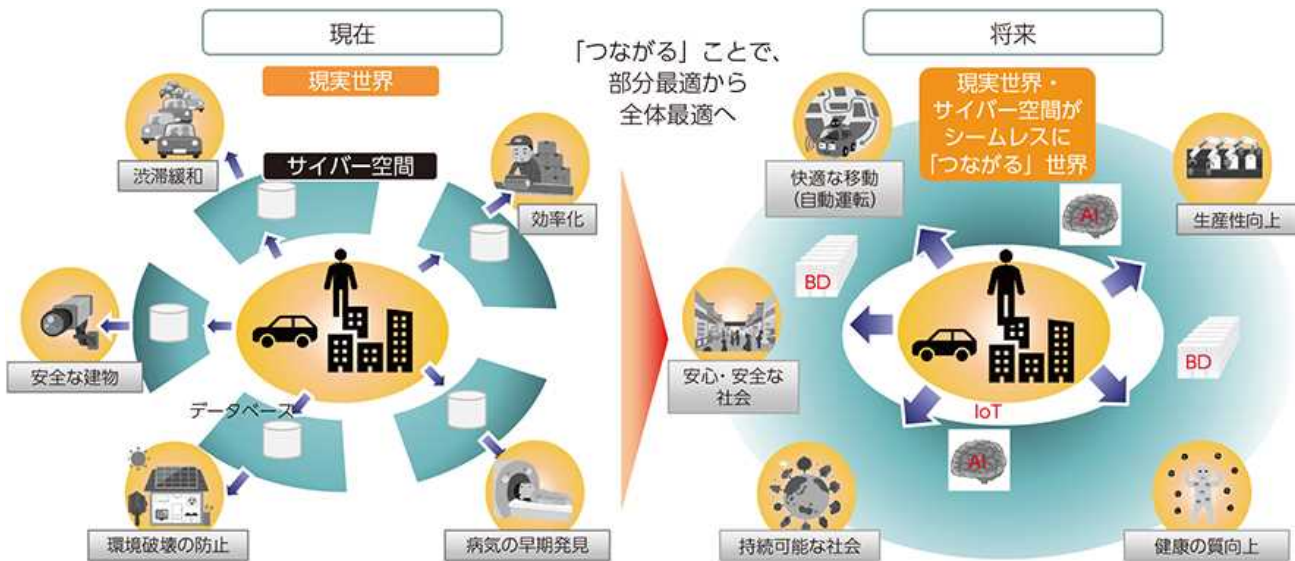 現在
現実世界
サイバー空間
渋滞緩和
効率化
安全な建物
データベース
環境破壊の防止
病気の早期発見
「つながる」ことで、
部分最適から
全体最適へ
将来
現実世界・
サイバー空間が
シームレスに
「つながる」世界
快適な移動
(自動運転)
AI
生産性向上
BD
BD
安心・安全な
社会
IoT
AI
持続可能な社会
健康の質向上